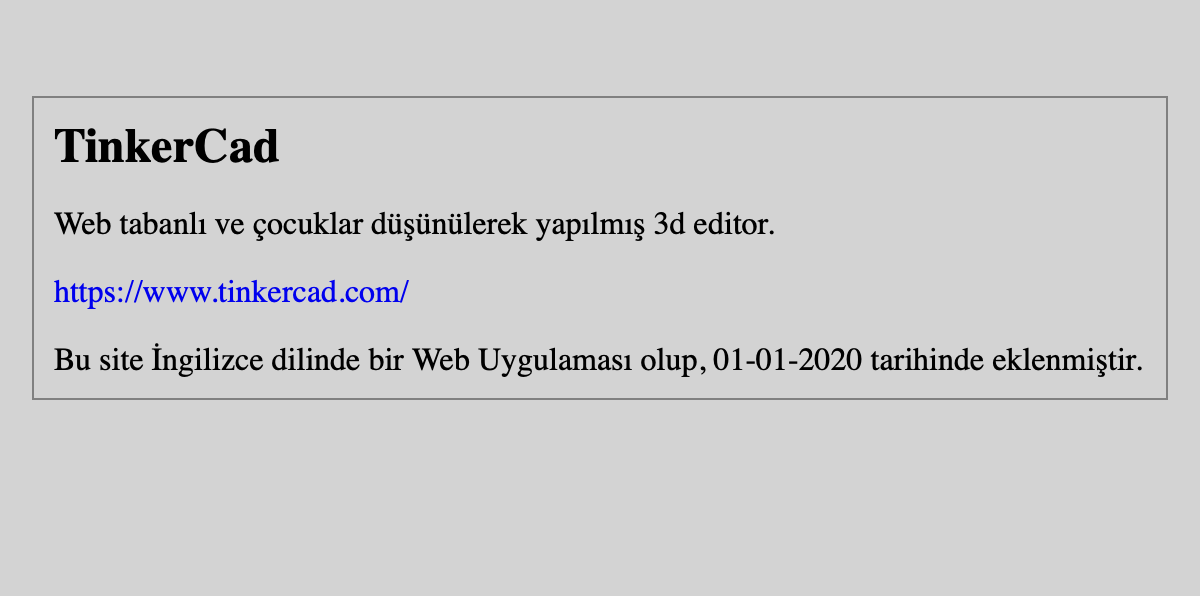 TinkerCad
Web tabanlı ve çocuklar düşünülerek yapılmış 3d editor.
https://www.tinkercad.com/
Bu site İngilizce dilinde bir Web Uygulaması olup, 01-01-2020 tarihinde eklenmiştir.